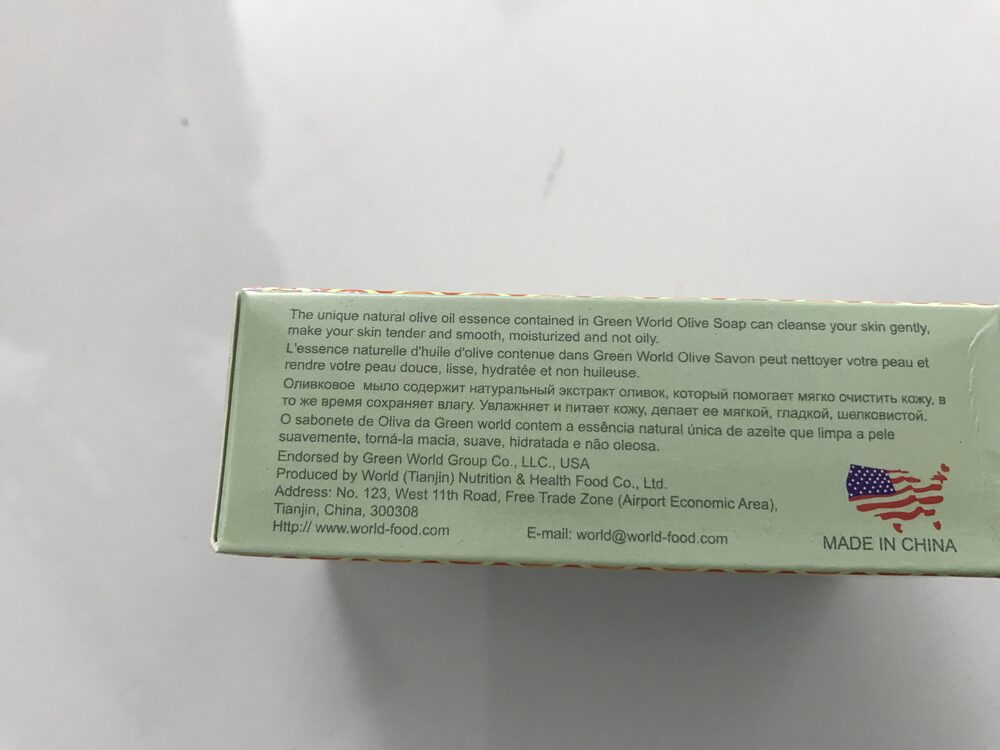 The unique natural olive oil essence contained in Green World Olive Soap can cleanse your skin gently,
make your skin tender and smooth, moisturized and not oily.
L'essence naturelle d'huile d'olive contenue dans Green World Olive Savon peut nettoyer votre peau et
rendre votre peau douce, lisse, hydratée et non huileuse.
Оливковое мыло содержит натуральный экстракт оливок, который помогает мягко очистить кожу, в
то же время сохраняет влагу. Увлажняет и питает кожу, делает ее мягкой, гладкой, шелковистой.
O sabonete de Oliva da Green world contem a essência natural única de azeite que limpa a pele
suavemente, torná-la macia, suave, hidratada e não oleosa.
Endorsed by Green World Group Co., LLC., USA
Produced by World (Tianjin) Nutrition & Health Food Co., Ltd.
Address: No. 123, West 11th Road, Free Trade Zone (Airport Economic Area),
Tianjin, China, 300308
Http:// www.world-food.com E-mail: world@world-food.com
MADE IN CHINA